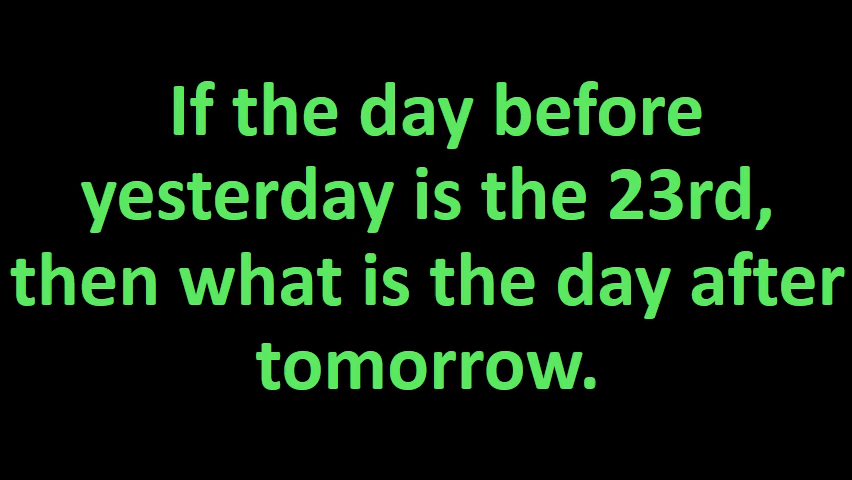 If the day before
yesterday is the 23rd,
then what is the day after
tomorrow.